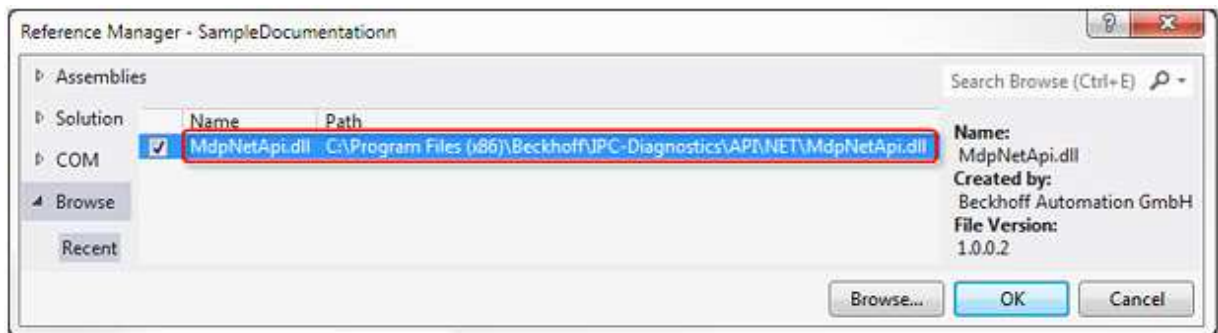 Reference Manager - SampleDocumentationn
Assemblies
Solution
COM
Browse
Recent
Name Path
MdpNetApi.dll C:\Program Files (x86)\Beckhoff\IPC-Diagnostics\API\NET\MdpNetApi.dll
Search Browse (Ctrl+E)
Name:
MdpNetApi.dll
Created by:
Beckhoff Automation GmbH
File Version:
1.0.0.2
Browse... OK Cancel